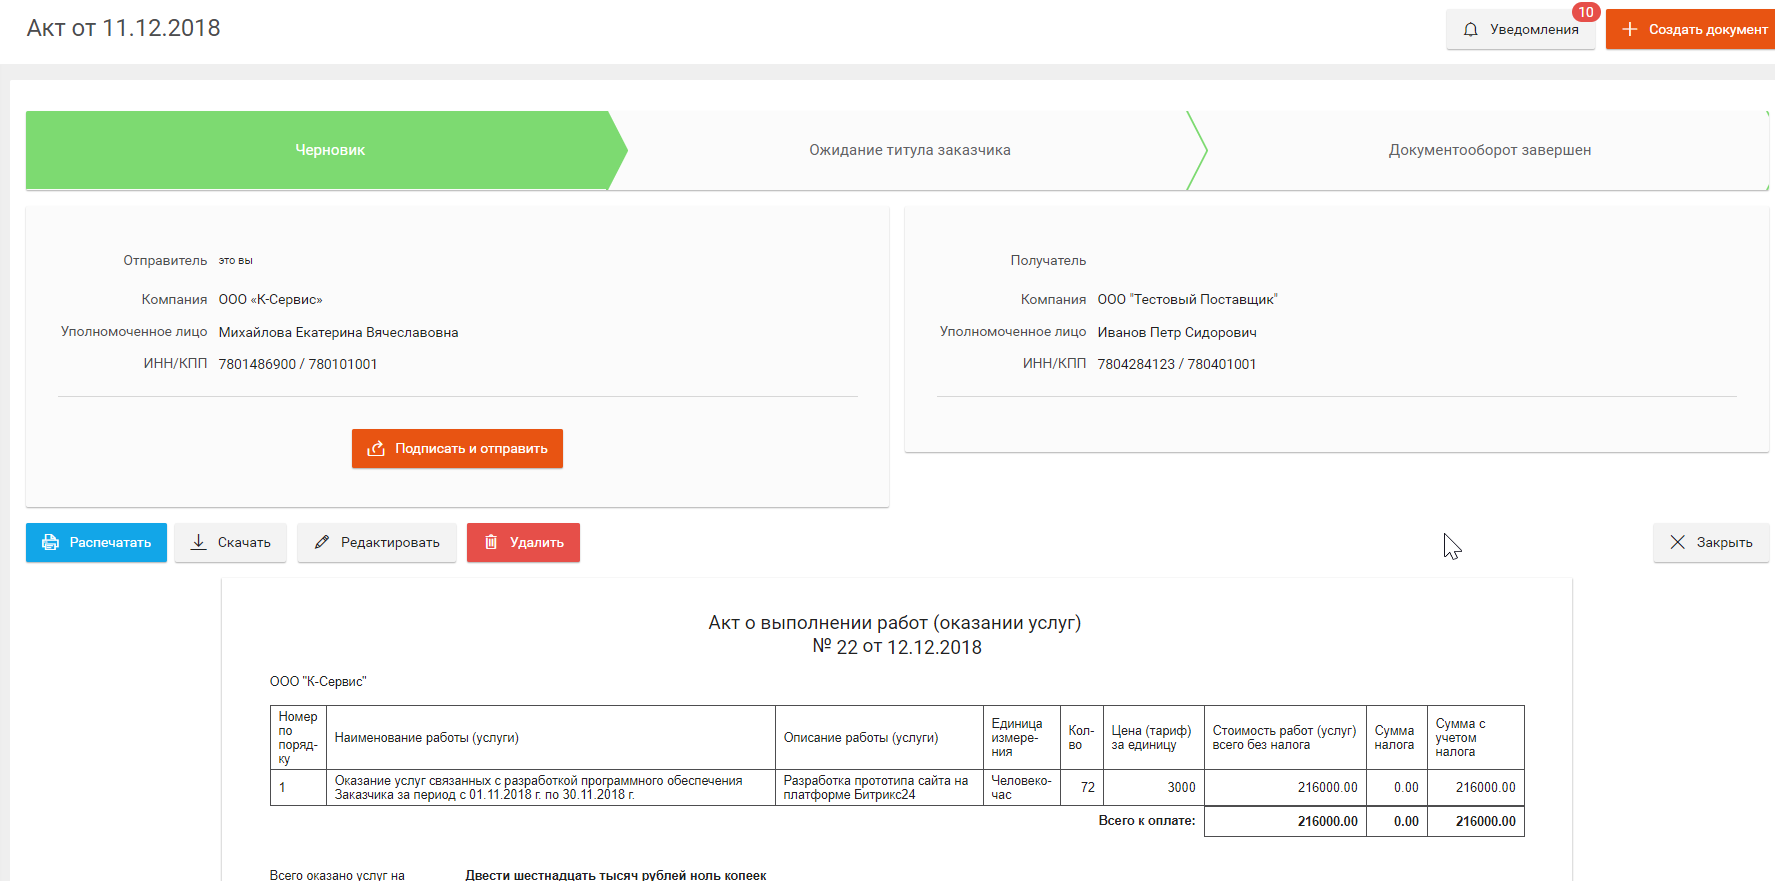 Акт от 11.12.2018
10
Уведомления
Создать документ
Черновик
Ожидание титула заказчика
Документооборот завершен
Отправитель это вы
Компания ООО «К-Сервис»
Уполномоченное лицо Михайлова Екатерина Вячеславовна
ИНН/КПП 7801486900 / 780101001
Подписать и отправить
Получатель
Компания ООО "Тестовый Поставщик"
Уполномоченное лицо Иванов Петр Сидорович
ИНН/КПП 7804284123 / 780401001
Распечатать
Скачать
Редактировать
Удалить
Закрыть
Акт о выполнении работ (оказании услуг)
№ 22 от 12.12.2018
ООО "К-Сервис"
Номер
по
поряд-
ку
Наименование работы (услуги)
Описание работы (услуги)
Единица
измере-
ния
Кол-
во
Цена (тариф)
за единицу
Стоимость работ (услуг)
всего без налога
Сумма
налога
Сумма с
учетом
налога
1
Оказание услуг связанных с разработкой программного обеспечения
Заказчика за период с 01.11.2018 г. по 30.11.2018 г.
Разработка прототипа сайта на
платформе Битрикс24
Человеко-
час
72
3000
216000.00
0.00
216000.00
Всего к оплате:
216000.00
0.00
216000.00
Всего оказано услуг на
Двести шестнадцать тысяч рублей ноль копеек